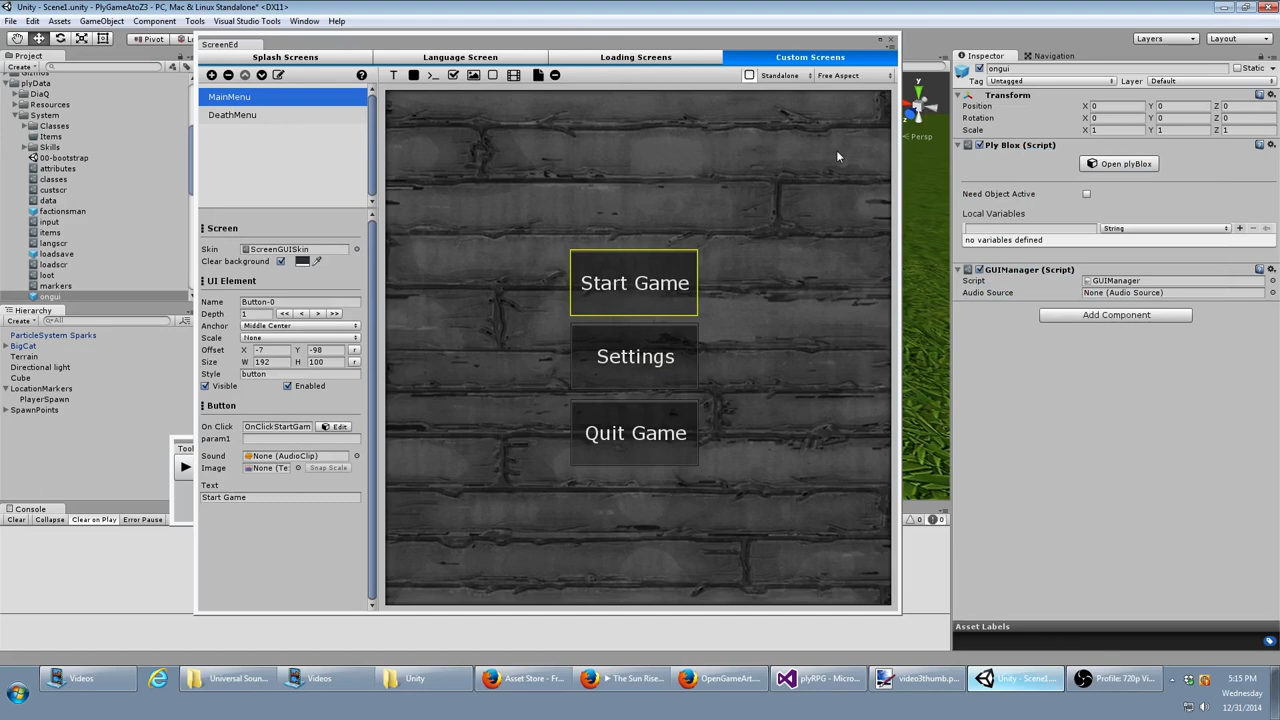 Unity - Scene1.unity - PlyGameAtoZ3 - PC, Mac & Linux Standalone* <DX11>
File Edit Assets GameObject Component Tools Visual Studio Tools Window Help
Pivot
Layers
Layout
Project
Create
plyData
DiaQ
Resources
System
Classes
Items
Skills
00-bootstrap
attributes
classes
custscr
data
factionsman
input
items
langscr
loadsave
loadscr
loot
markers
ongui
Hierarchy
Create
All
ParticleSystem Sparks
BigCat
Terrain
Directional light
Cube
LocationMarkers
PlayerSpawn
SpawnPoints
Tool
Console
Clear Collapse Clear on Play Error Pause
0 0
ScreenEd
Splash Screens Language Screen Loading Screens Custom Screens
Standalone Free Aspect
MainMenu
DeathMenu
Screen
Skin ScreenGUISkin
Clear background
UI Element
Name Button-0
Depth 1 << < > >>
Anchor Middle Center
Scale None
Offset X -7 Y -98 r
Size W 192 H 100 r
Style button
Visible Enabled
Button
On Click OnClickStartGam Edit
param1
Sound None (AudioClip)
Image None (Te Snap Scale
Text
Start Game
Start Game
Settings
Quit Game
y
Persp
Inspector Navigation
ongui Static
Tag Untagged Layer Default
Transform
Position X 0 Y 0 Z 0
Rotation X 0 Y 0 Z 0
Scale X 1 Y 1 Z 1
Ply Blox (Script)
Open plyBlox
Need Object Active
Local Variables
String
no variables defined
GUIManager (Script)
Script GUIManager
Audio Source None (Audio Source)
Add Component
Asset Labels
Videos Universal Soun... Videos Unity Asset Store - Fr... The Sun Rise... OpenGameArt.... plyRPG - Micro... video3thumb.p... Unity - Scene1.... Profile: 720p Vi...
5:15 PM
Wednesday
12/31/2014